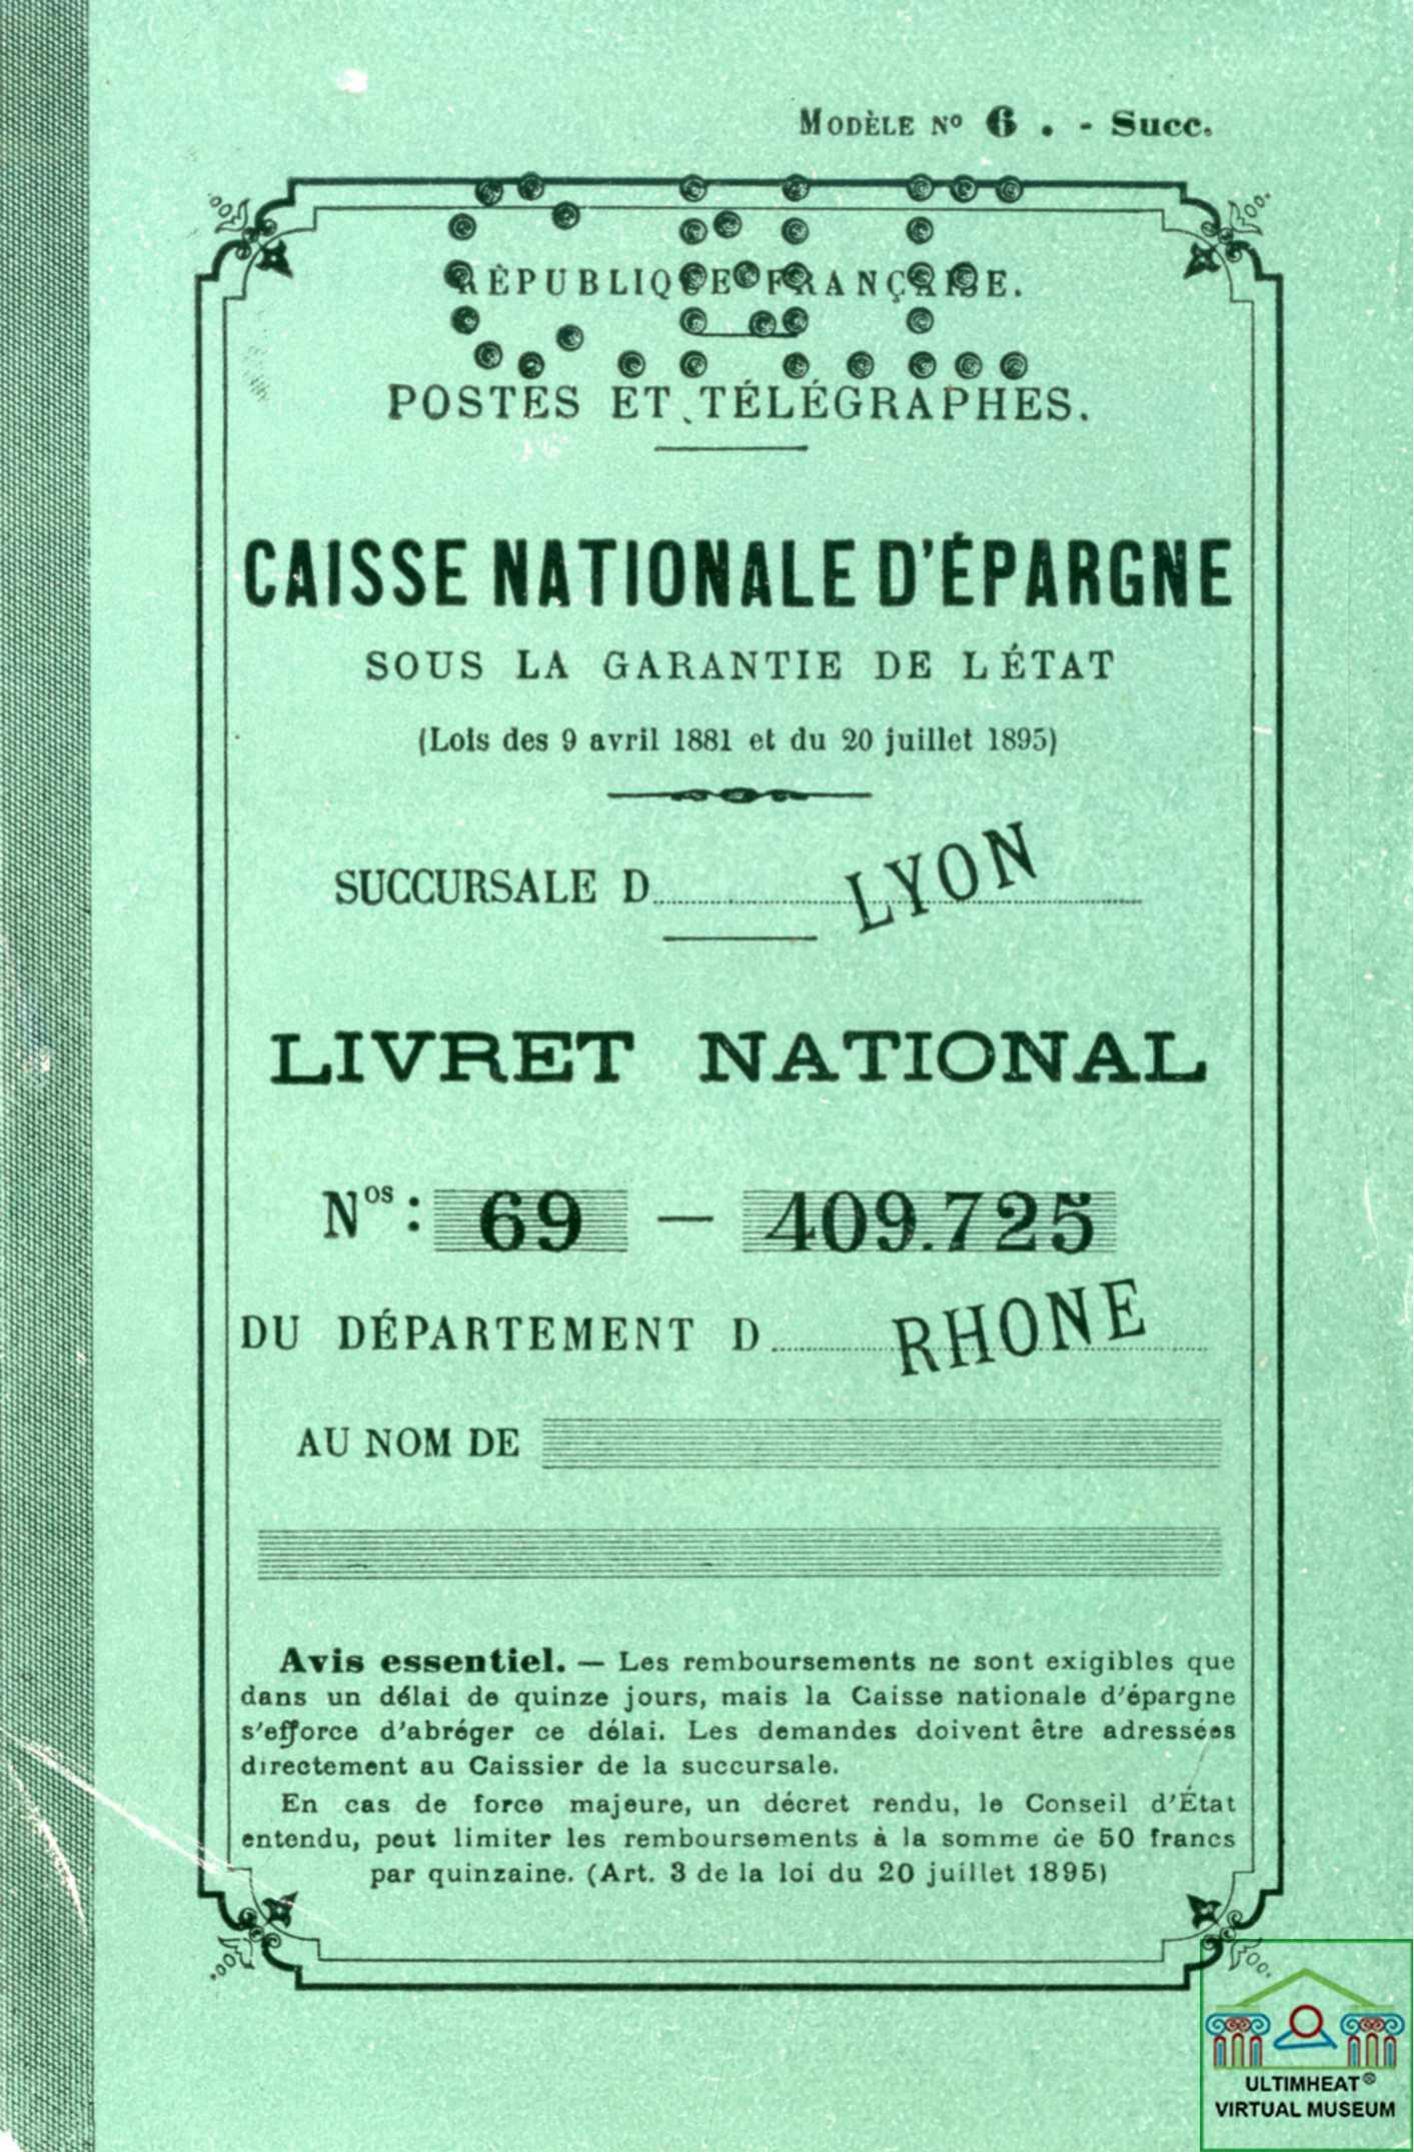 MODÈLE Nº 6. - Succ.
C.N.E.
RÉPUBLIQUE FRANÇAISE.
POSTES ET TÉLÉGRAPHES.
CAISSE NATIONALE D'ÉPARGNE
SOUS LA GARANTIE DE L ÉTAT
(Lois des 9 avril 1881 et du 20 juillet 1895)
SUCCURSALE D LYON
LIVRET NATIONAL
Nos : 69 — 409.725
DU DÉPARTEMENT D RHONE
AU NOM DE
Avis essentiel. — Les remboursements ne sont exigibles que
dans un délai de quinze jours, mais la Caisse nationale d'épargne
s'efforce d'abréger ce délai. Les demandes doivent être adressées
directement au Caissier de la succursale.
En cas de force majeure, un décret rendu, le Conseil d'État
entendu, peut limiter les remboursements à la somme de 50 francs
par quinzaine. (Art. 3 de la loi du 20 juillet 1895)
ULTIMHEAT®
VIRTUAL MUSEUM